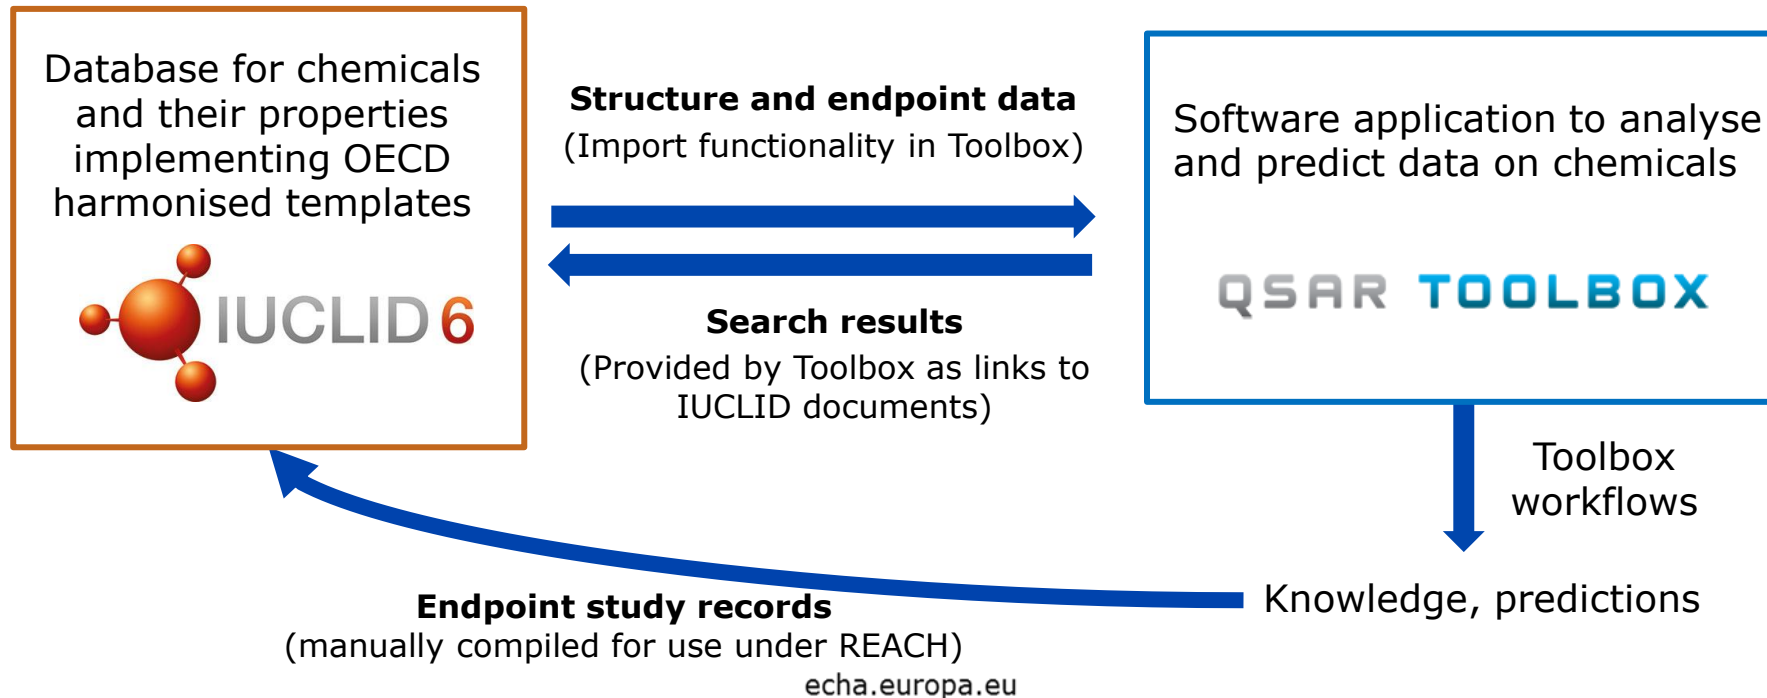 Database for chemicals
and their properties
implementing OECD
harmonised templates
IUCLID 6
Structure and endpoint data
(Import functionality in Toolbox)
Search results
(Provided by Toolbox as links to
IUCLID documents)
Software application to analyse
and predict data on chemicals
QSAR TOOLBOX
Toolbox
workflows
Knowledge, predictions
Endpoint study records
(manually compiled for use under REACH)
echa.europa.eu